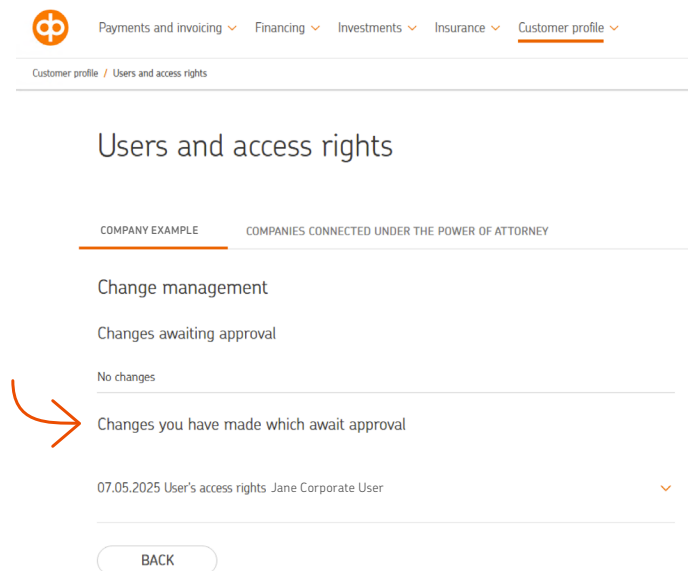 Payments and invoicing Financing Investments Insurance Customer profile
Customer profile / Users and access rights
Users and access rights
COMPANY EXAMPLE COMPANIES CONNECTED UNDER THE POWER OF ATTORNEY
Change management
Changes awaiting approval
No changes
Changes you have made which await approval
07.05.2025 User's access rights Jane Corporate User
BACK